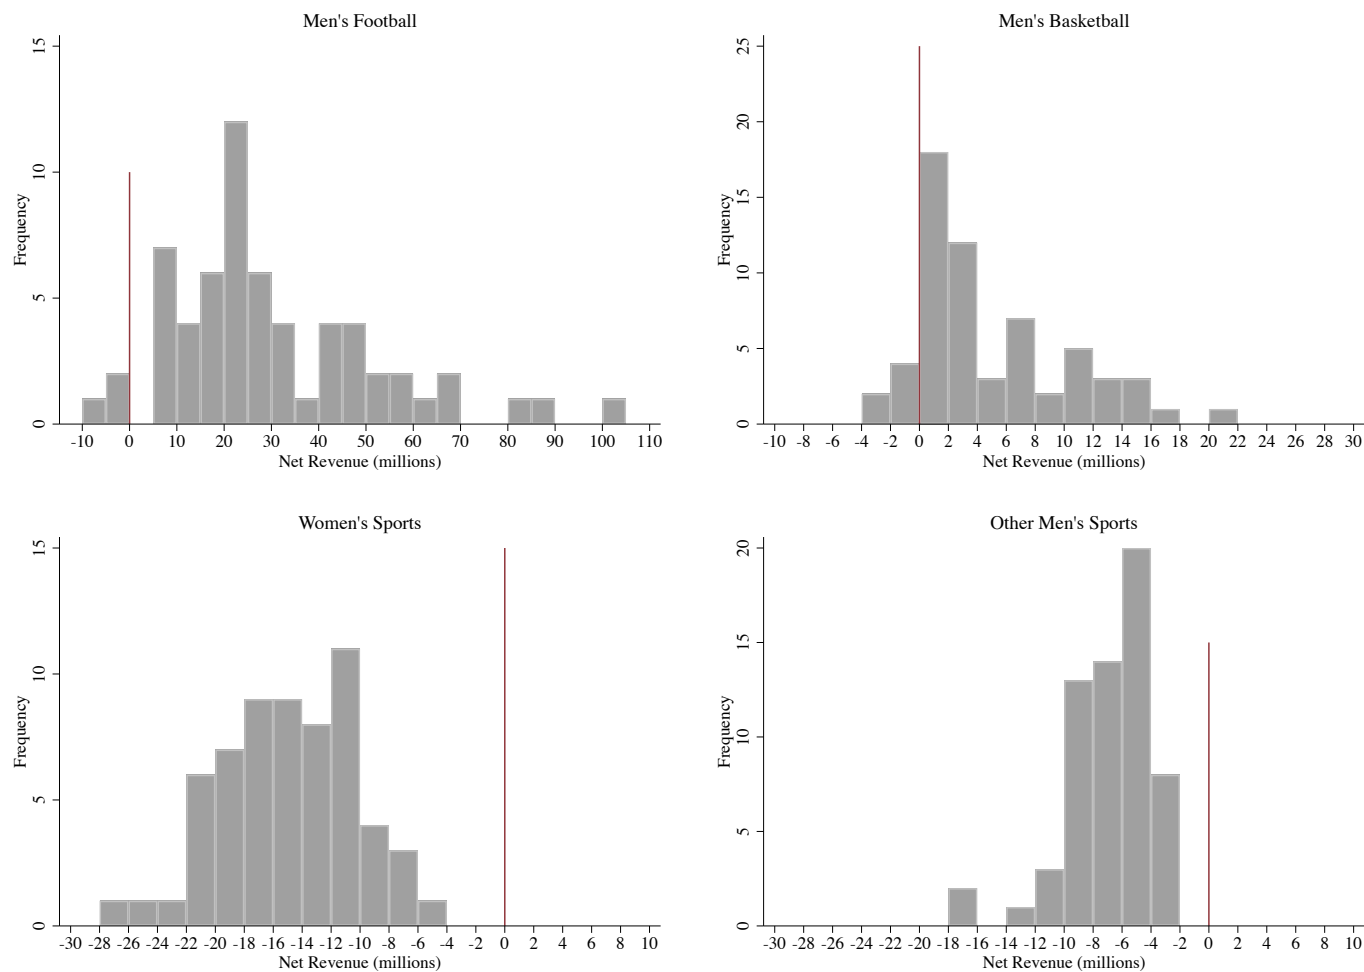 Men's Football
15
10
5
0
Frequency
-10 0 10 20 30 40 50 60 70 80 90 100 110
Net Revenue (millions)
Men's Basketball
25
20
15
10
5
0
Frequency
-10 -8 -6 -4 -2 0 2 4 6 8 10 12 14 16 18 20 22 24 26 28 30
Net Revenue (millions)
Women's Sports
15
10
5
0
Frequency
-30 -28 -26 -24 -22 -20 -18 -16 -14 -12 -10 -8 -6 -4 -2 0 2 4 6 8 10
Net Revenue (millions)
Other Men's Sports
20
15
10
5
0
Frequency
-30 -28 -26 -24 -22 -20 -18 -16 -14 -12 -10 -8 -6 -4 -2 0 2 4 6 8 10
Net Revenue (millions)